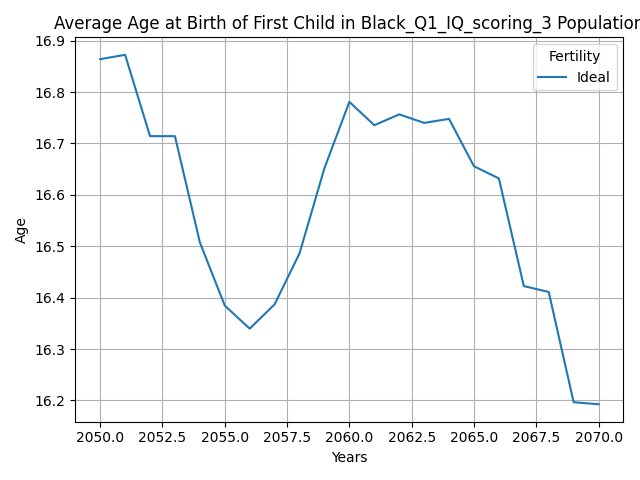 Average Age at Birth of First Child in Black_Q1_IQ_scoring_3 Population
16.9
16.8
16.7
16.6
16.5
16.4
16.3
16.2
Age
Fertility
Ideal
2050.0 2052.5 2055.0 2057.5 2060.0 2062.5 2065.0 2067.5 2070.0
Years